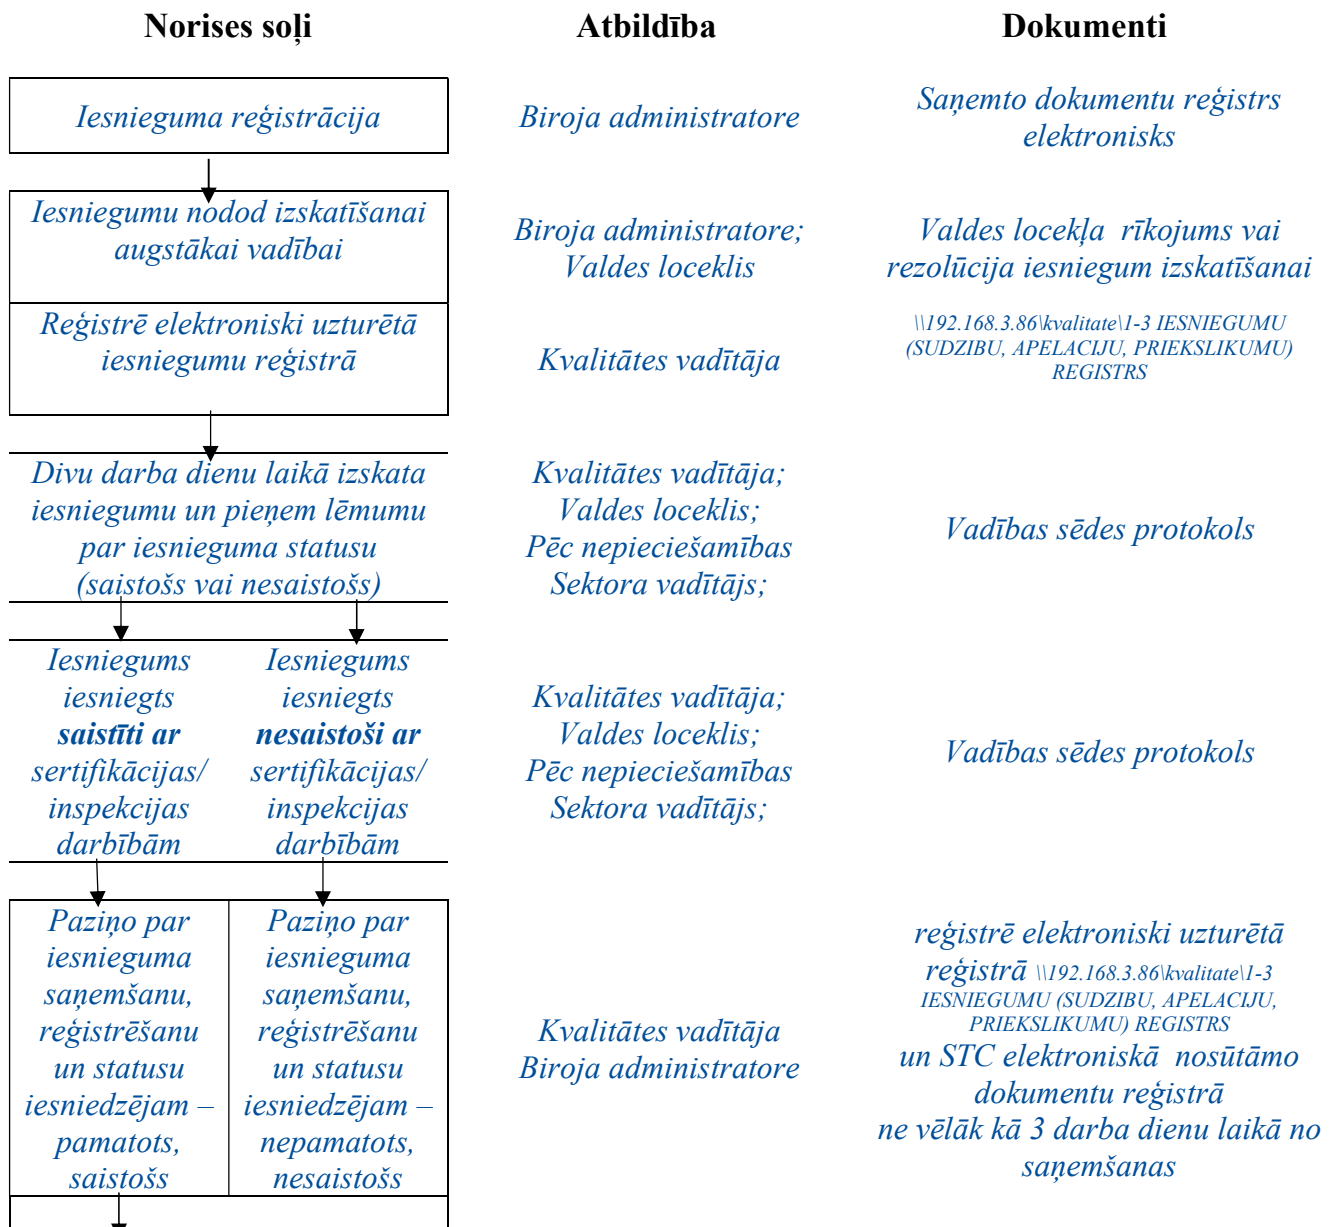 Norises soļi
Atbildība
Dokumenti
Iesnieguma reģistrācija
Biroja administratore
Saņemto dokumentu reģistrs
elektronisks
Iesniegumu nodod izskatīšanai
augstākai vadībai
Biroja administratore;
Valdes loceklis
Valdes locekļa rīkojums vai
rezolūcija iesniegum izskatīšanai
Reģistrē elektroniski uzturētā
iesniegumu reģistrā
Kvalitātes vadītāja
\\192.168.3.86\kvalitate\1-3 IESNIEGUMU
(SUDZIBU, APELACIJU, PRIEKSLIKUMU)
REGISTRS
Divu darba dienu laikā izskata
iesniegumu un pieņem lēmumu
par iesnieguma statusu
(saistošs vai nesaistošs)
Kvalitātes vadītāja;
Valdes loceklis;
Pēc nepieciešamības
Sektora vadītājs;
Vadības sēdes protokols
Iesniegums
iesniegts
saistīti ar
sertifikācijas/
inspekcijas
darbībām
Iesniegums
iesniegts
nesaistoši ar
sertifikācijas/
inspekcijas
darbībām
Kvalitātes vadītāja;
Valdes loceklis;
Pēc nepieciešamības
Sektora vadītājs;
Vadības sēdes protokols
Paziņo par
iesnieguma
saņemšanu,
reģistrēšanu
un statusu
iesniedzējam –
pamatots,
saistošs
Paziņo par
iesnieguma
saņemšanu,
reģistrēšanu
un statusu
iesniedzējam –
nepamatots,
nesaistošs
Kvalitātes vadītāja
Biroja administratore
reģistrē elektroniski uzturētā
reģistrā \\192.168.3.86\kvalitate\1-3
IESNIEGUMU (SUDZIBU, APELACIJU,
PRIEKSLIKUMU) REGISTRS
un STC elektroniskā nosūtāmo
dokumentu reģistrā
ne vēlāk kā 3 darba dienu laikā no
saņemšanas